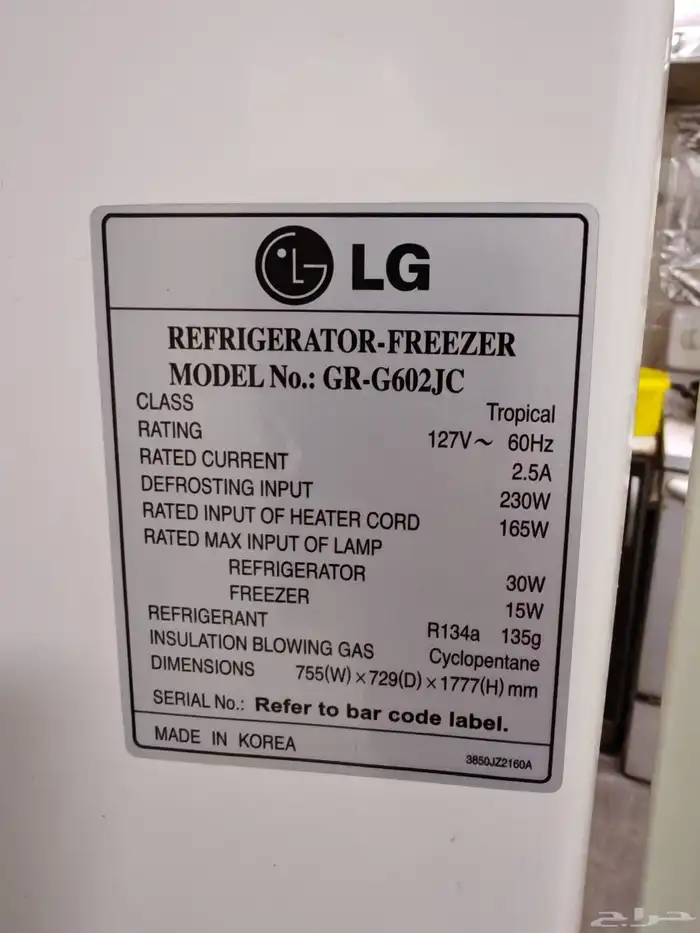 LG
REFRIGERATOR-FREEZER
MODEL No.: GR-G602JC
CLASS Tropical
RATING 127V~ 60Hz
RATED CURRENT 2.5A
DEFROSTING INPUT 230W
RATED INPUT OF HEATER CORD 165W
RATED MAX INPUT OF LAMP
REFRIGERATOR 30W
FREEZER 15W
REFRIGERANT R134a 135g
INSULATION BLOWING GAS Cyclopentane
DIMENSIONS 755(W)×729(D)×1777(H) mm
SERIAL No.: Refer to bar code label.
MADE IN KOREA 3850JZ2160A
حراج